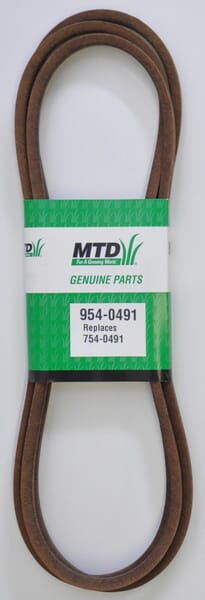 MTD
For A Growing World.
GENUINE PARTS
954-0491
Replaces
754-0491